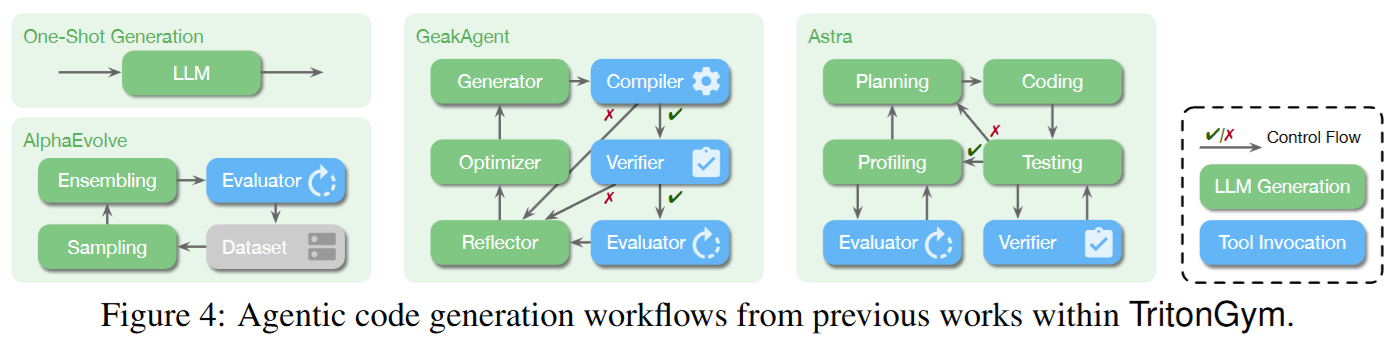 One-Shot Generation
LLM
AlphaEvolve
Ensembling
Evaluator
Sampling
Dataset
GeakAgent
Generator
Compiler
✗
✔
Optimizer
Verifier
✗
✔
Reflector
Evaluator
Astra
Planning
Coding
✗
✔
Profiling
Testing
Evaluator
Verifier
✔/✗
Control Flow
LLM Generation
Tool Invocation
Figure 4: Agentic code generation workflows from previous works within TritonGym.